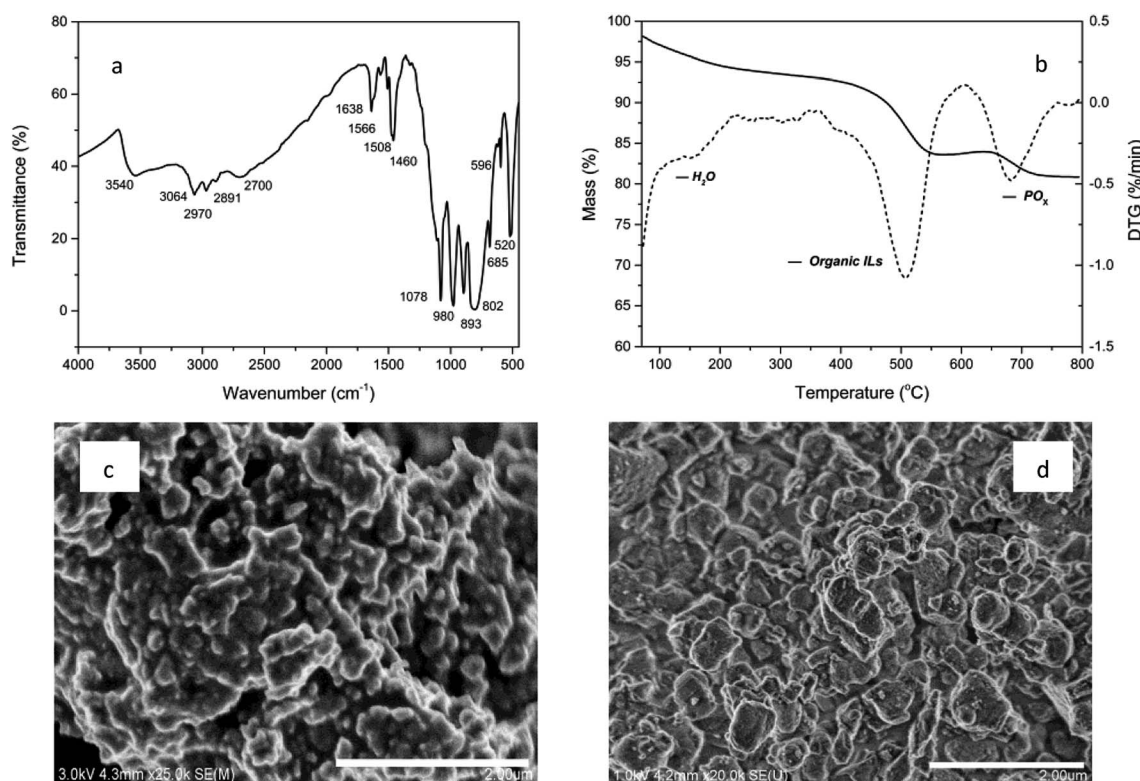 a
80
60
40
20
0
Transmittance (%)
3540
3064
2970
2891
2700
1638
1566
1508
1460
1078
980
893
802
685
596
520
4000 3500 3000 2500 2000 1500 1000 500
Wavenumber (cm⁻¹)
b
100
95
90
85
80
75
70
65
60
Mass (%)
H₂O
Organic ILs
POₓ
0.5
0.0
-0.5
-1.0
-1.5
DTG (%/min)
100 200 300 400 500 600 700 800
Temperature (°C)
c
3.0kV 4.3mm x25.0k SE(M)
2.00um
d
1.0kV 4.2mm x20.0k SE(U)
2.00um